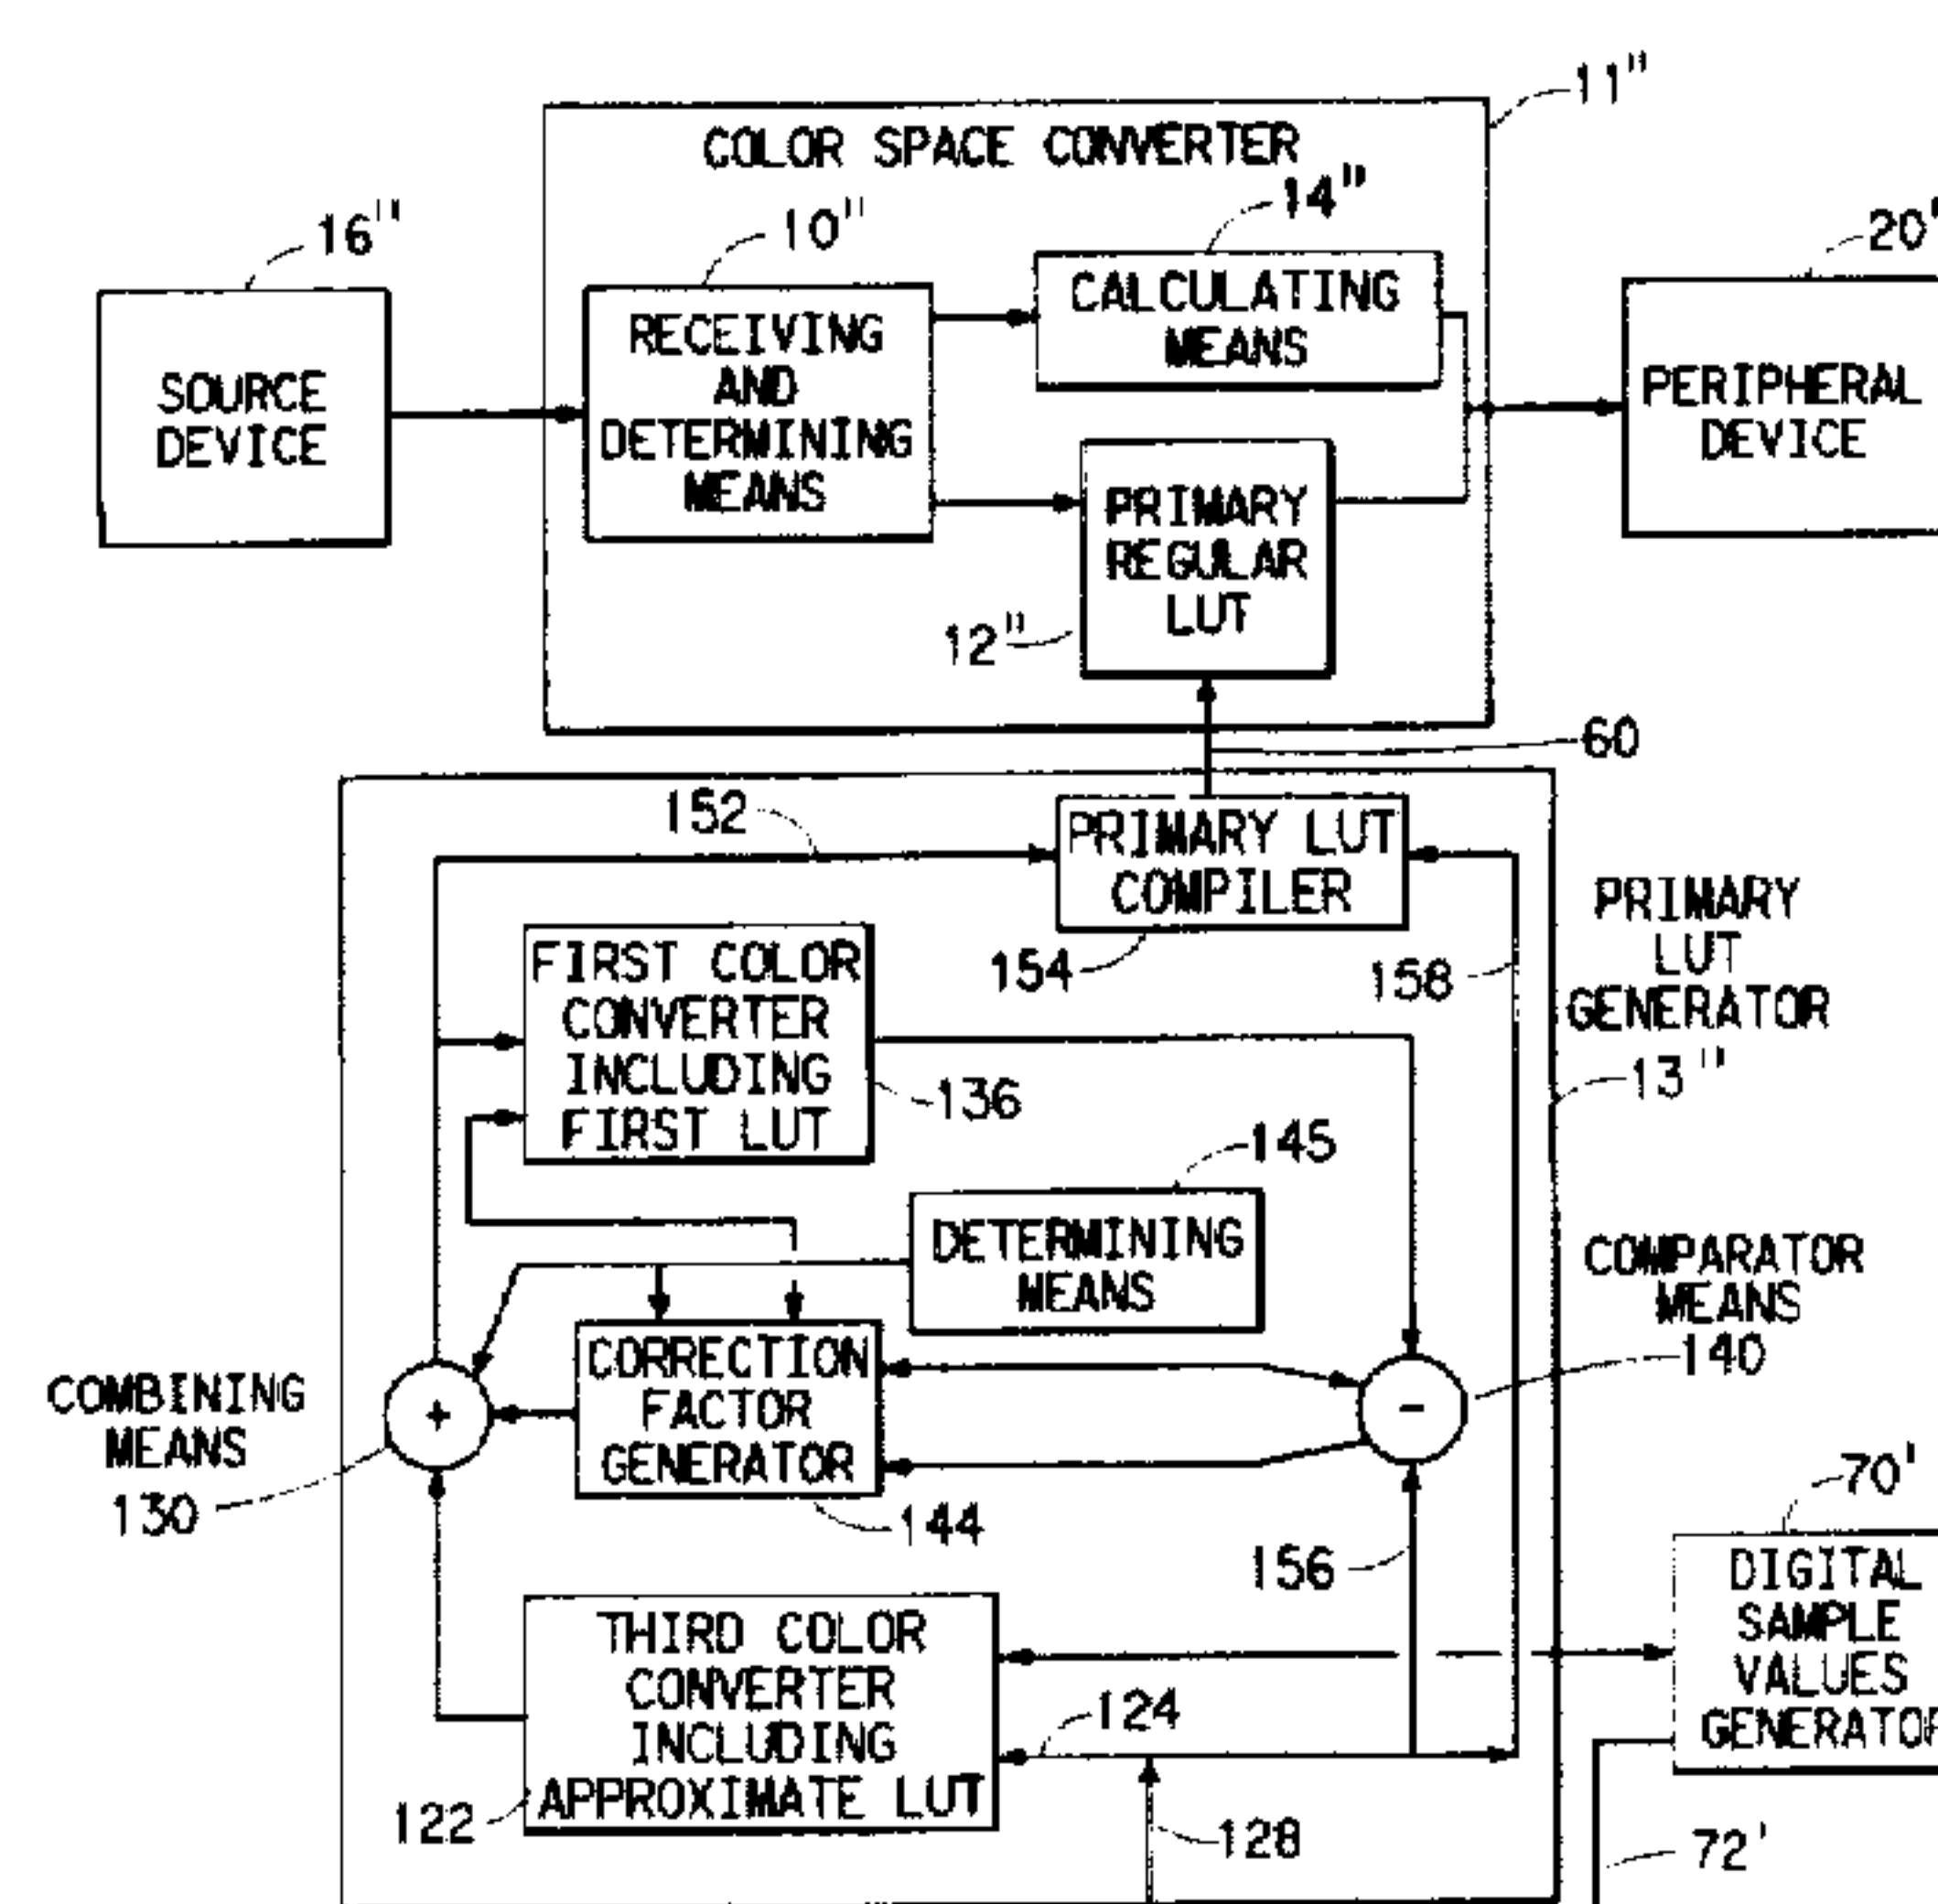 11"
COLOR SPACE CONVERTER
16"
10"
14"
20"
SOURCE
DEVICE
RECEIVING
AND
DETERMINING
MEANS
CALCULATING
MEANS
PERIPHERAL
DEVICE
PRIMARY
REGULAR
LUT
12"
60
152
PRIMARY LUT
COMPILER
154
158
PRIMARY
LUT
GENERATOR
13"
FIRST COLOR
CONVERTER
INCLUDING
FIRST LUT
136
145
DETERMINING
MEANS
COMPARATOR
MEANS
140
COMBINING
MEANS
130
+
CORRECTION
FACTOR
GENERATOR
144
-
156
70'
DIGITAL
SAMPLE
VALUES
GENERATOR
THIRD COLOR
CONVERTER
INCLUDING
APPROXIMATE LUT
122
124
128
72'